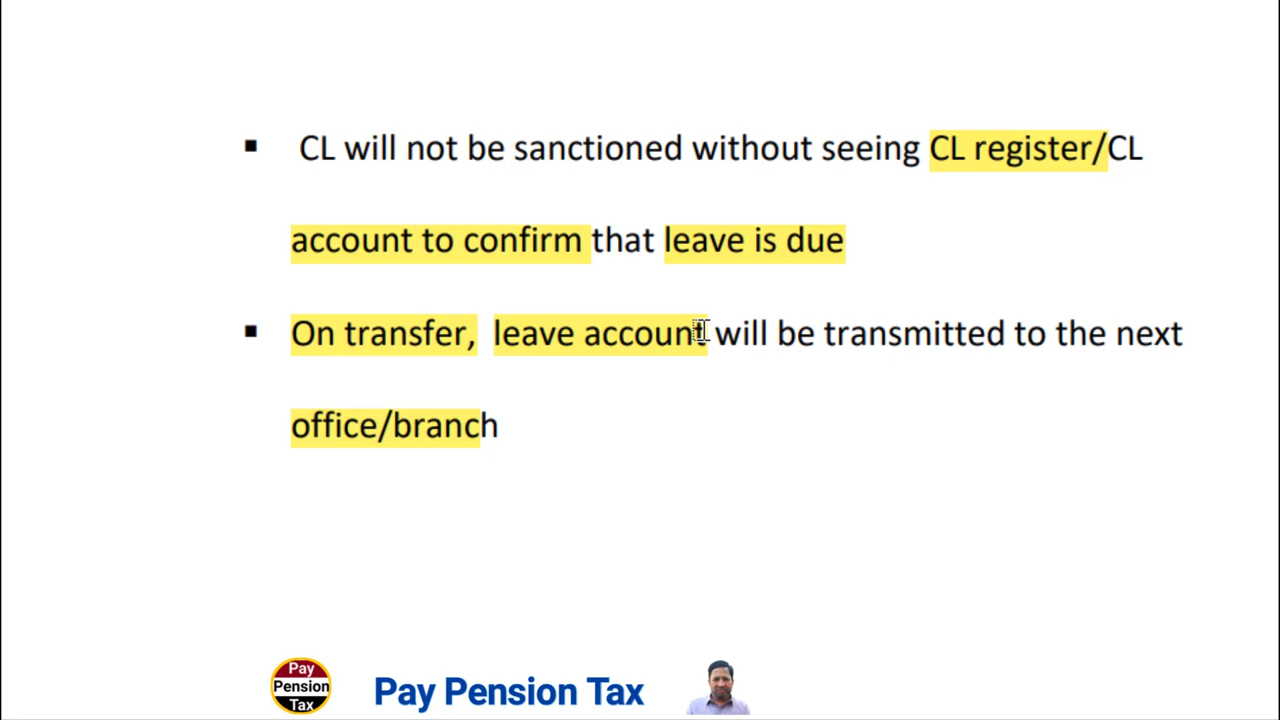 ▪ CL will not be sanctioned without seeing CL register/CL
account to confirm that leave is due
▪ On transfer, leave account will be transmitted to the next
office/branch
Pay
Pension
Tax
Pay Pension Tax